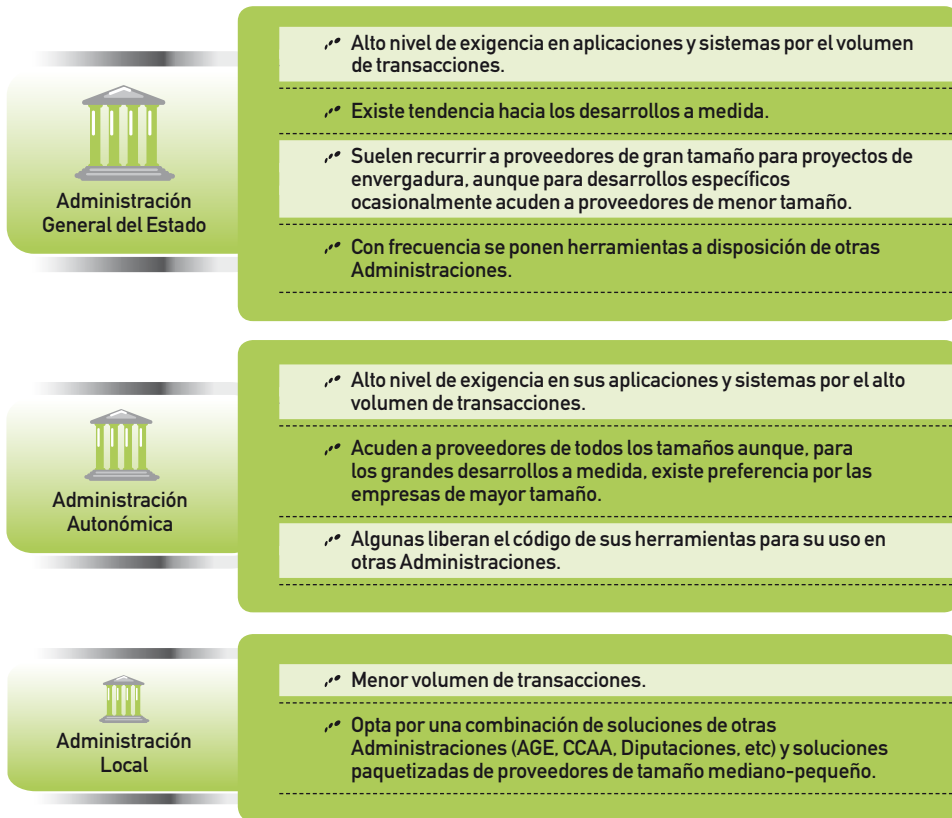 Administración
General del Estado
Alto nivel de exigencia en aplicaciones y sistemas por el volumen
de transacciones.
Existe tendencia hacia los desarrollos a medida.
Suelen recurrir a proveedores de gran tamaño para proyectos de
envergadura, aunque para desarrollos específicos
ocasionalmente acuden a proveedores de menor tamaño.
Con frecuencia se ponen herramientas a disposición de otras
Administraciones.
Administración
Autonómica
Alto nivel de exigencia en sus aplicaciones y sistemas por el alto
volumen de transacciones.
Acuden a proveedores de todos los tamaños aunque, para
los grandes desarrollos a medida, existe preferencia por las
empresas de mayor tamaño.
Algunas liberan el código de sus herramientas para su uso en
otras Administraciones.
Administración
Local
Menor volumen de transacciones.
Opta por una combinación de soluciones de otras
Administraciones (AGE, CCAA, Diputaciones, etc) y soluciones
paquetizadas de proveedores de tamaño mediano-pequeño.